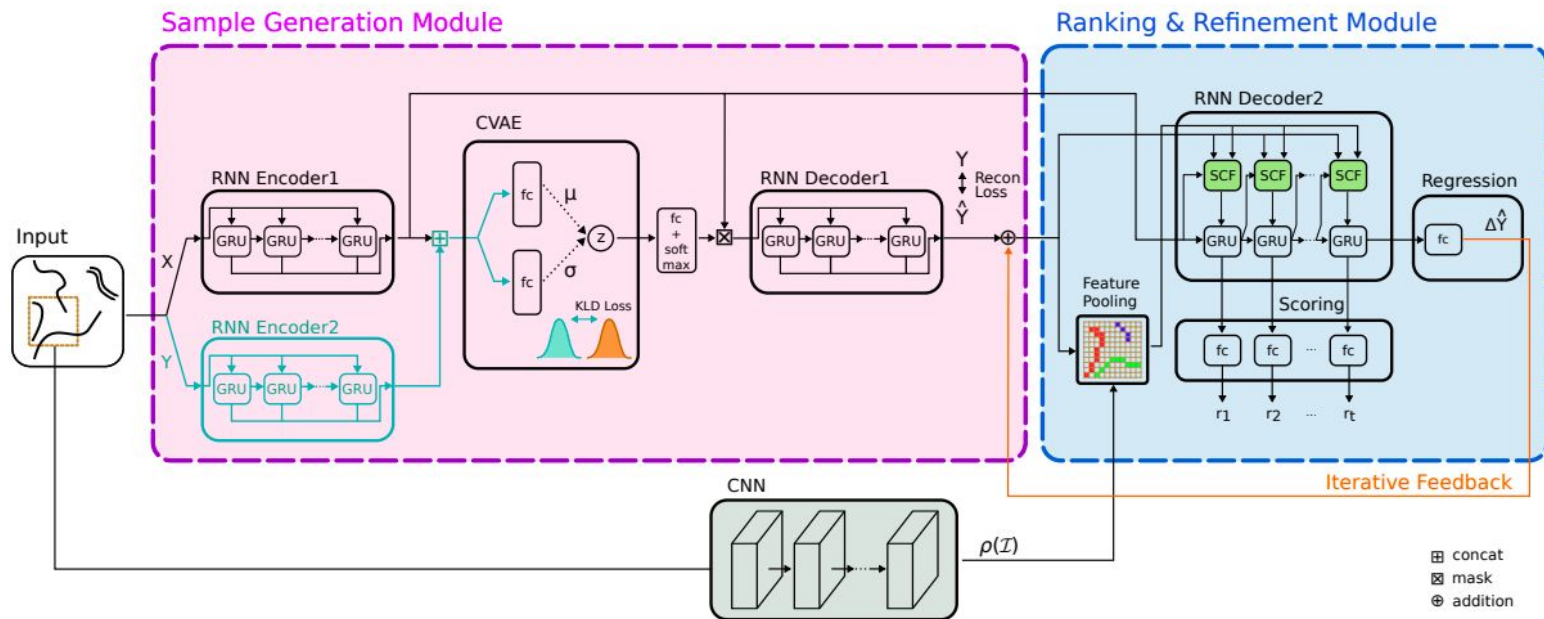 Sample Generation Module
Ranking & Refinement Module
Input
X
Y
RNN Encoder1
GRU GRU GRU
RNN Encoder2
GRU GRU GRU
CVAE
fc
μ
fc
σ
z
KLD Loss
fc
+
soft
max
RNN Decoder1
GRU GRU GRU
Y
Recon
Loss
Ŷ
RNN Decoder2
SCF SCF ... SCF
GRU GRU ... GRU
Regression
fc
ΔŶ
Feature
Pooling
Scoring
fc fc ... fc
r1 r2 ... rt
Iterative Feedback
CNN
ρ(I)
⊞ concat
⊠ mask
⊕ addition